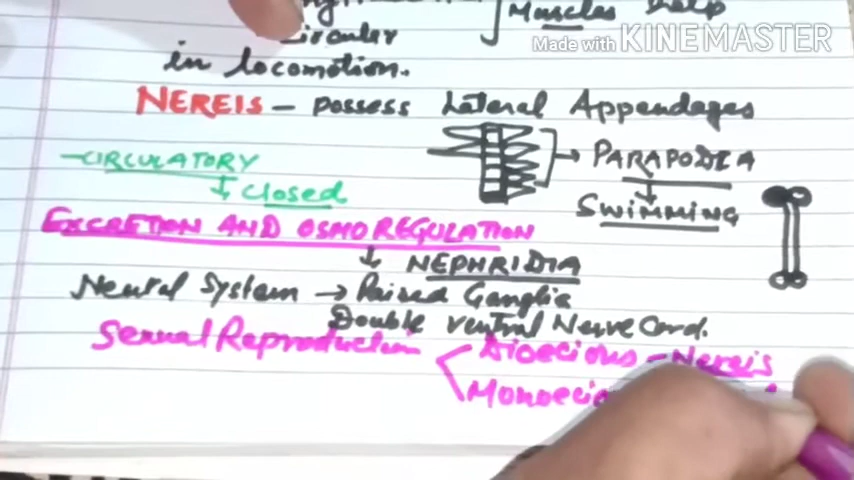 Muscles help
Circular
Made with KINEMASTER
in locomotion.
NEREIS - possess Lateral Appendages
- CIRCULATORY
↓ closed
→ PARAPODIA
↓
SWIMMING
EXCRETION AND OSMOREGULATION
↓ NEPHRIDIA
Neural System → Paired Ganglia
Double ventral Nerve Cord.
Sexual Reproduction
Dioecious - Nereis